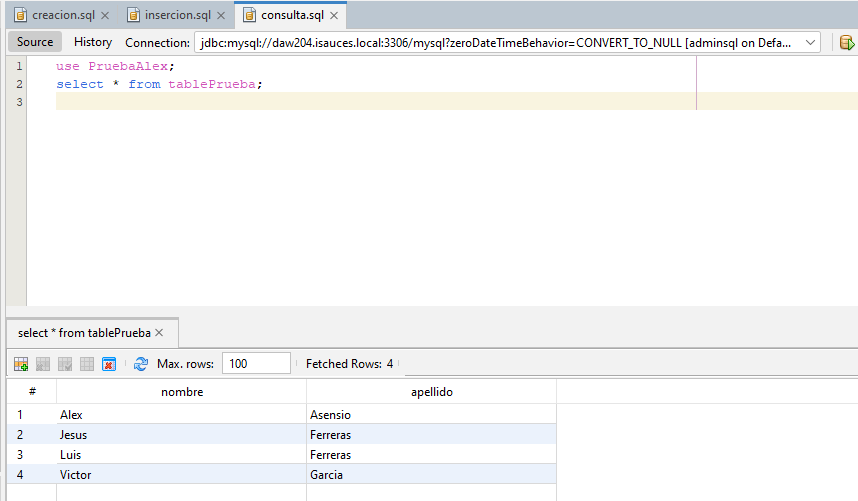 creacion.sql insercion.sql consulta.sql
Source History Connection: jdbc:mysql://daw204.isauces.local:3306/mysql?zeroDateTimeBehavior=CONVERT_TO_NULL [adminsql on Defa...
1 use PruebaAlex;
2 select * from tablePrueba;
3
select * from tablePrueba
Max. rows: 100 Fetched Rows: 4
# nombre apellido
1 Alex Asensio
2 Jesus Ferreras
3 Luis Ferreras
4 Victor Garcia